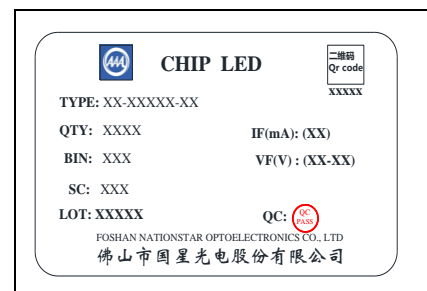 CHIP LED
二维码
Qr code
XXXXX
TYPE: XX-XXXXX-XX
QTY: XXXX
IF(mA): (XX)
BIN: XXX
VF(V) : (XX-XX)
SC: XXX
LOT: XXXXX
QC: QC PASS
FOSHAN NATIONSTAR OPTOELECTRONICS CO., LTD
佛山市国星光电股份有限公司